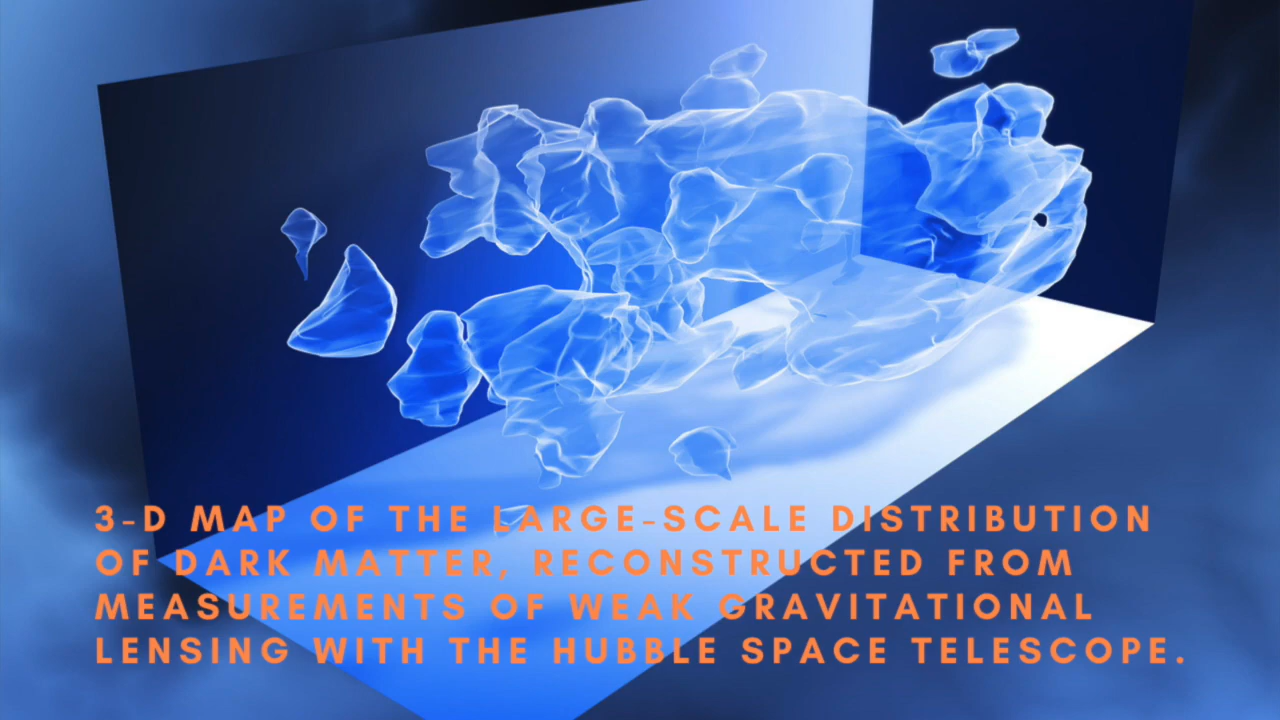 3-D MAP OF THE LARGE-SCALE DISTRIBUTION
OF DARK MATTER, RECONSTRUCTED FROM
MEASUREMENTS OF WEAK GRAVITATIONAL
LENSING WITH THE HUBBLE SPACE TELESCOPE.